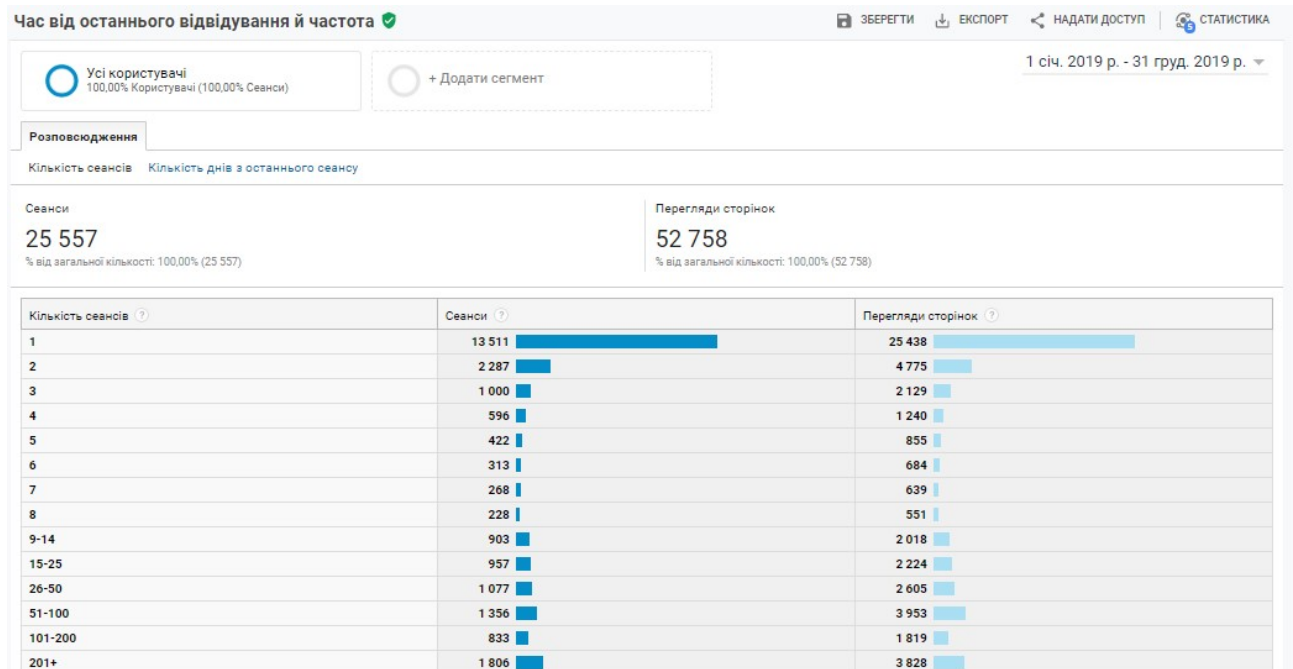 Час від останнього відвідування й частота ЗБЕРЕГТИ ЕКСПОРТ НАДАТИ ДОСТУП СТАТИСТИКА
5
Усі користувачі
100,00% Користувачі (100,00% Сеанси)
+ Додати сегмент
1 січ. 2019 р. - 31 груд. 2019 р.
Розповсюдження
Кількість сеансів Кількість днів з останнього сеансу
Сеанси Перегляди сторінок
25 557 52 758
% від загальної кількості: 100,00% (25 557) % від загальної кількості: 100,00% (52 758)
Кількість сеансів ? Сеанси ? Перегляди сторінок ?
1 13 511 25 438
2 2 287 4 775
3 1 000 2 129
4 596 1 240
5 422 855
6 313 684
7 268 639
8 228 551
9-14 903 2 018
15-25 957 2 224
26-50 1 077 2 605
51-100 1 356 3 953
101-200 833 1 819
201+ 1 806 3 828